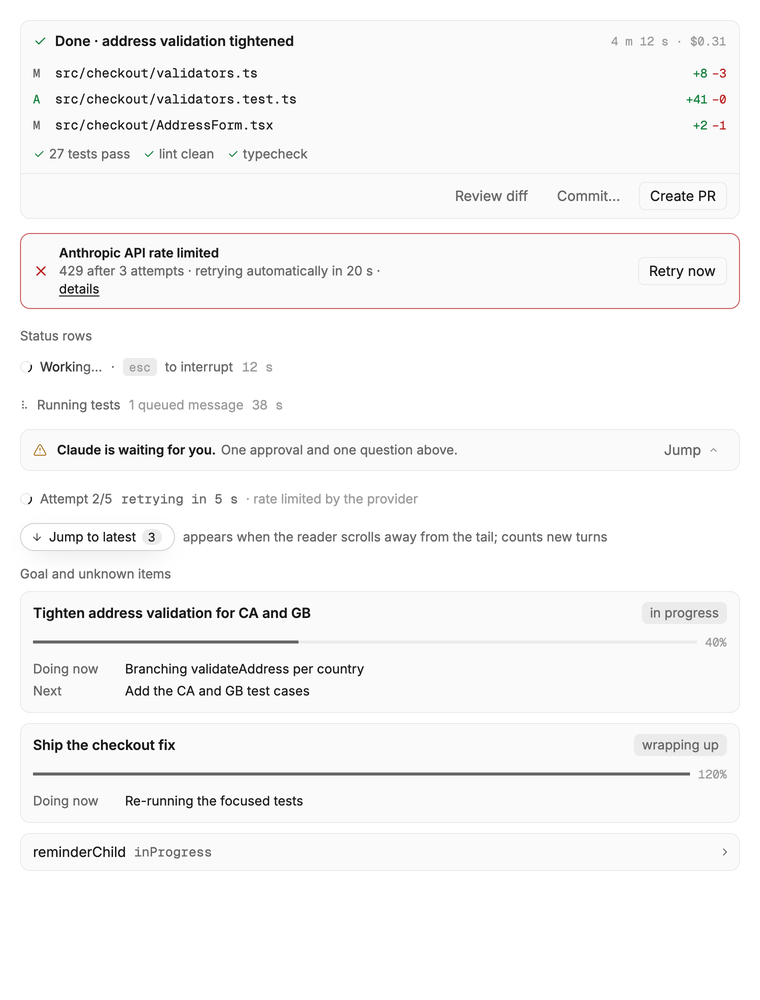 Done · address validation tightened 4 m 12 s · $0.31
M src/checkout/validators.ts +8 −3
A src/checkout/validators.test.ts +41 −0
M src/checkout/AddressForm.tsx +2 −1
27 tests pass lint clean typecheck
Review diff Commit... Create PR
Anthropic API rate limited
429 after 3 attempts · retrying automatically in 20 s ·
details
Retry now
Status rows
Working... · esc to interrupt 12 s
Running tests 1 queued message 38 s
Claude is waiting for you. One approval and one question above. Jump
Attempt 2/5 retrying in 5 s · rate limited by the provider
Jump to latest 3 appears when the reader scrolls away from the tail; counts new turns
Goal and unknown items
Tighten address validation for CA and GB in progress
40%
Doing now Branching validateAddress per country
Next Add the CA and GB test cases
Ship the checkout fix wrapping up
120%
Doing now Re-running the focused tests
reminderChild inProgress